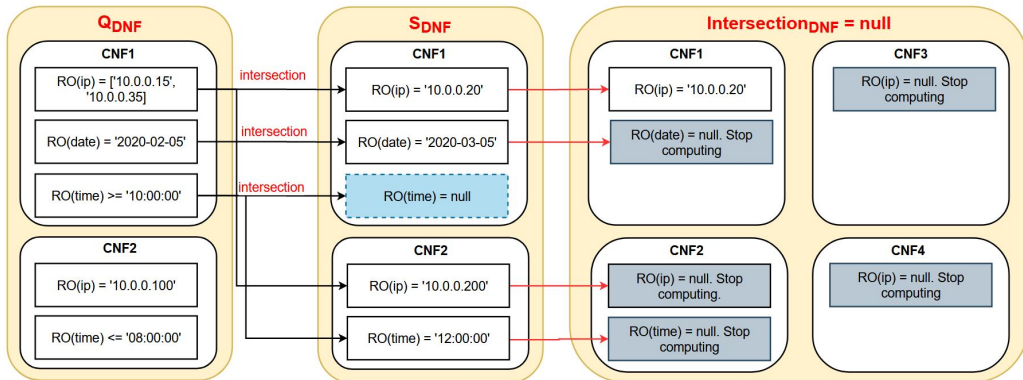 Q_DNF
CNF1
RO(ip) = ['10.0.0.15',
'10.0.0.35]
RO(date) = '2020-02-05'
RO(time) >= '10:00:00'
CNF2
RO(ip) = '10.0.0.100'
RO(time) <= '08:00:00'
intersection
intersection
intersection
S_DNF
CNF1
RO(ip) = '10.0.0.20'
RO(date) = '2020-03-05'
RO(time) = null
CNF2
RO(ip) = '10.0.0.200'
RO(time) = '12:00:00'
Intersection_DNF = null
CNF1
RO(ip) = '10.0.0.20'
RO(date) = null. Stop
computing
CNF3
RO(ip) = null. Stop
computing
CNF2
RO(ip) = null. Stop
computing.
RO(time) = null. Stop
computing
CNF4
RO(ip) = null. Stop
computing